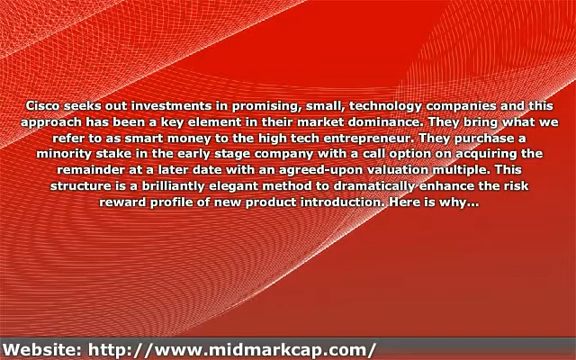 Cisco seeks out investments in promising, small, technology companies and this
approach has been a key element in their market dominance. They bring what we
refer to as smart money to the high tech entrepreneur. They purchase a
minority stake in the early stage company with a call option on acquiring the
remainder at a later date with an agreed-upon valuation multiple. This
structure is a brilliantly elegant method to dramatically enhance the risk
reward profile of new product introduction. Here is why...
Website: http://www.midmarkcap.com/